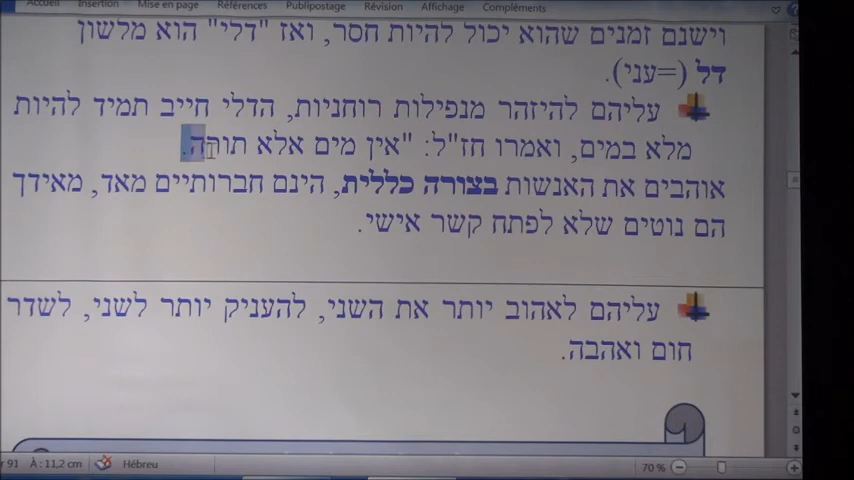 Accueil Insertion Mise en page Références Publipostage Révision Affichage Compléments
וישנם זמנים שהוא יכול להיות חסר, ואז "דלי" הוא מלשון
דל (=עני).
עליהם להיזהר מנפילות רוחניות, הדלי חייב תמיד להיות
מלא במים, ואמרו חז"ל: "אין מים אלא תורה.
אוהבים את האנשות בצורה כללית, הינם חברותיים מאד, מאידך
הם נוטים שלא לפתח קשר אישי.
עליהם לאהוב יותר את השני, להעניק יותר לשני, לשדר
חום ואהבה.
r 91 À : 11,2 cm Hébreu 70 %